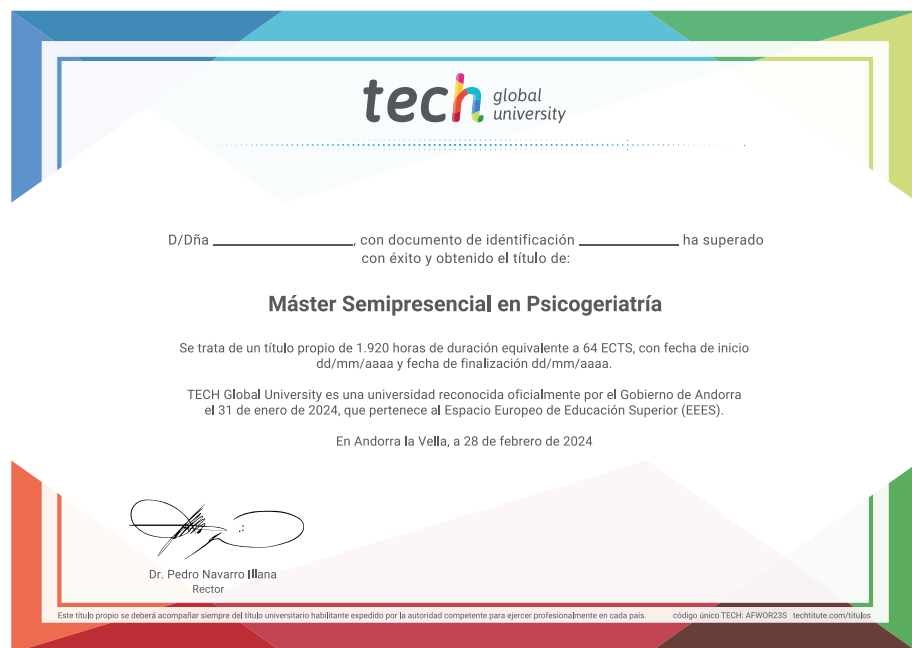 tech global university
D/Dña ______________, con documento de identificación __________ ha superado
con éxito y obtenido el título de:
Máster Semipresencial en Psicogeriatría
Se trata de un título propio de 1.920 horas de duración equivalente a 64 ECTS, con fecha de inicio
dd/mm/aaaa y fecha de finalización dd/mm/aaaa.
TECH Global University es una universidad reconocida oficialmente por el Gobierno de Andorra
el 31 de enero de 2024, que pertenece al Espacio Europeo de Educación Superior (EEES).
En Andorra la Vella, a 28 de febrero de 2024
Dr. Pedro Navarro Illana
Rector
Este título propio se deberá acompañar siempre del título universitario habilitante expedido por la autoridad competente para ejercer profesionalmente en cada país. código único TECH: AFWOR23S techtitute.com/titulos